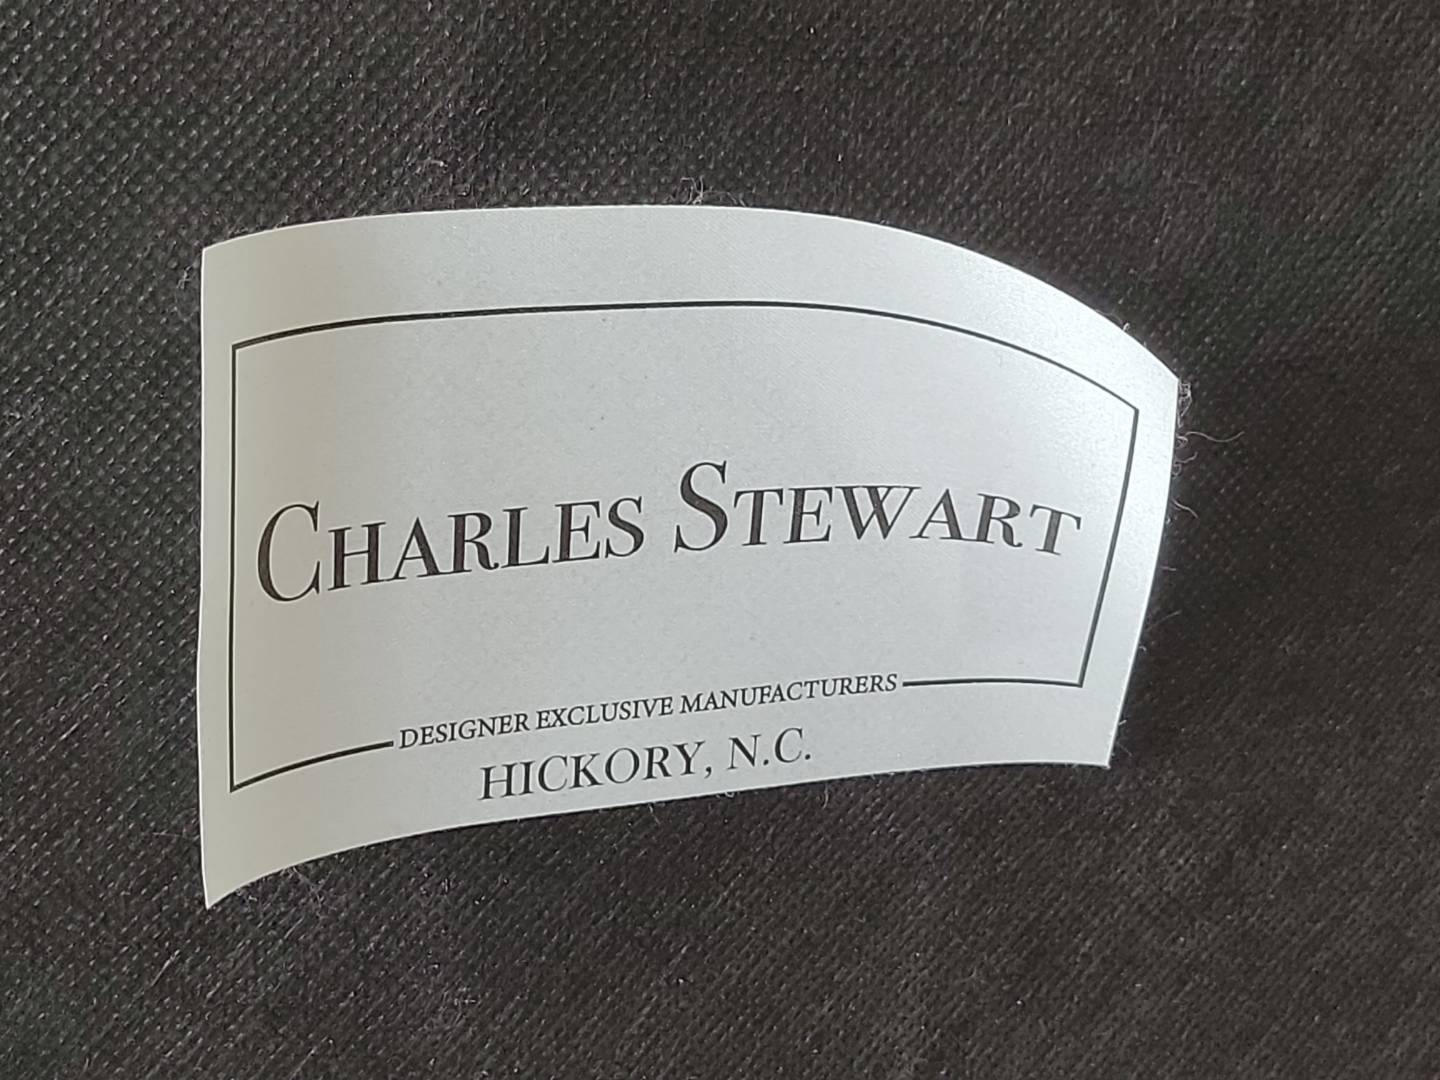 CHARLES STEWART
DESIGNER EXCLUSIVE MANUFACTURERS
HICKORY, N.C.